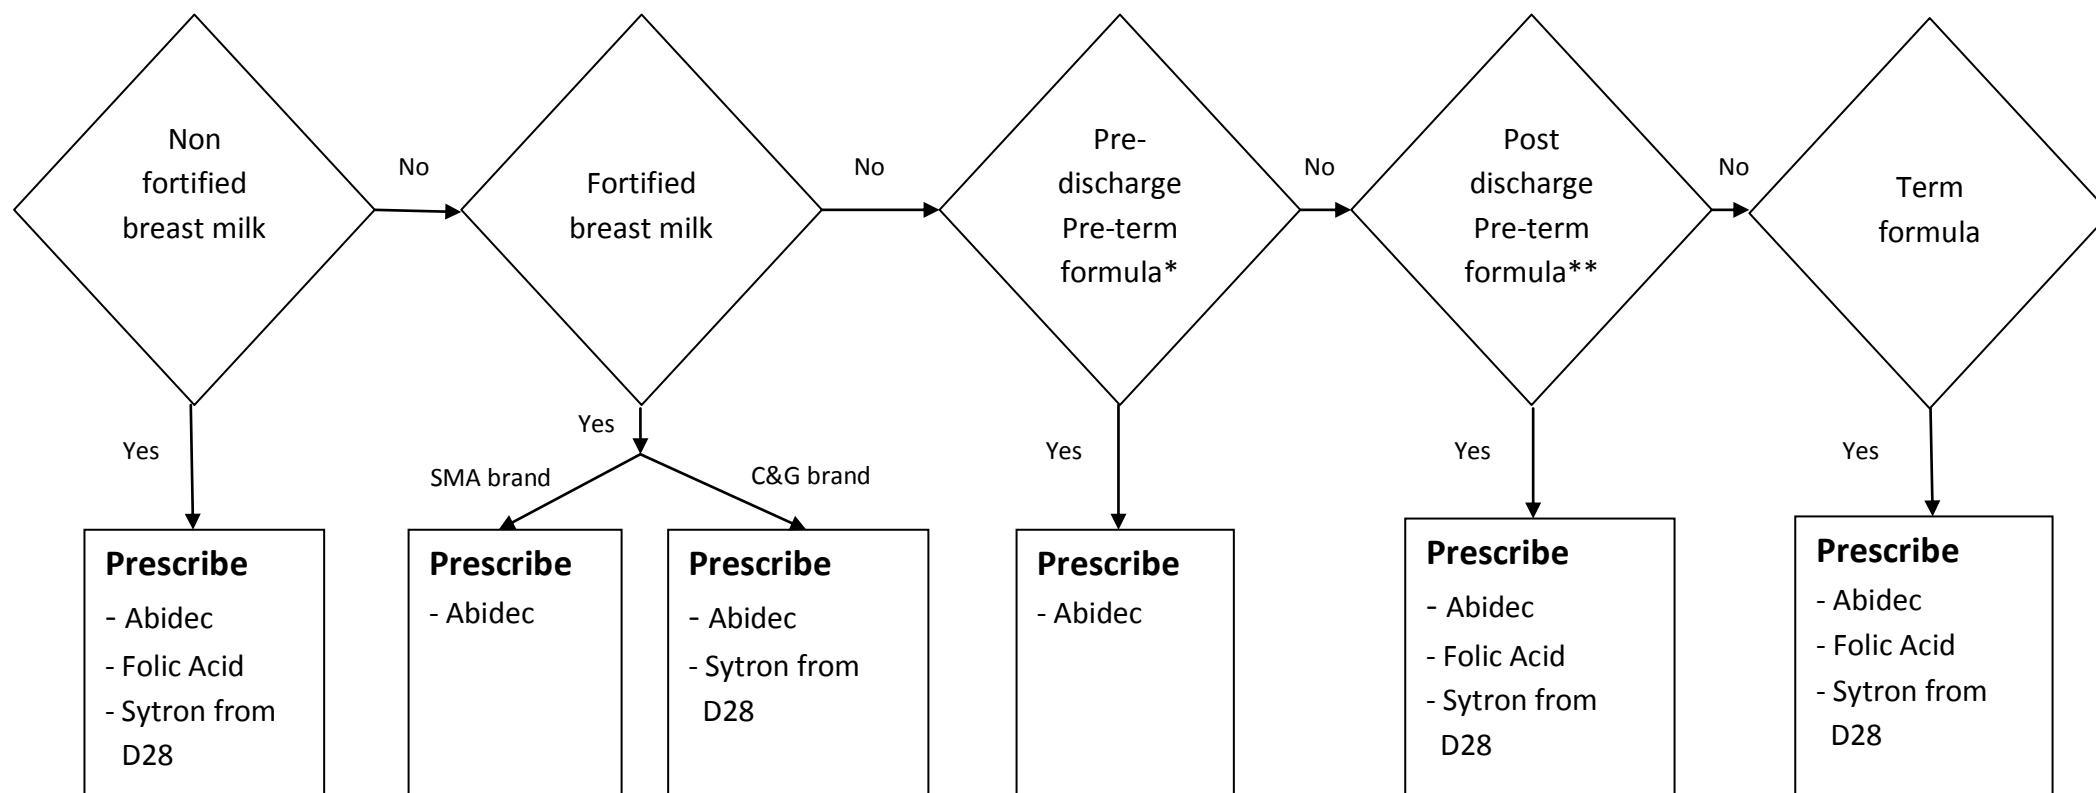 Non
fortified
breast milk
No
Fortified
breast milk
No
Pre-
discharge
Pre-term
formula*
No
Post
discharge
Pre-term
formula**
No
Term
formula
Yes
Yes
SMA brand
C&G brand
Yes
Yes
Yes
Prescribe
- Abidec
- Folic Acid
- Sytron from
D28
Prescribe
- Abidec
Prescribe
- Abidec
- Sytron from
D28
Prescribe
- Abidec
Prescribe
- Abidec
- Folic Acid
- Sytron from
D28
Prescribe
- Abidec
- Folic Acid
- Sytron from
D28